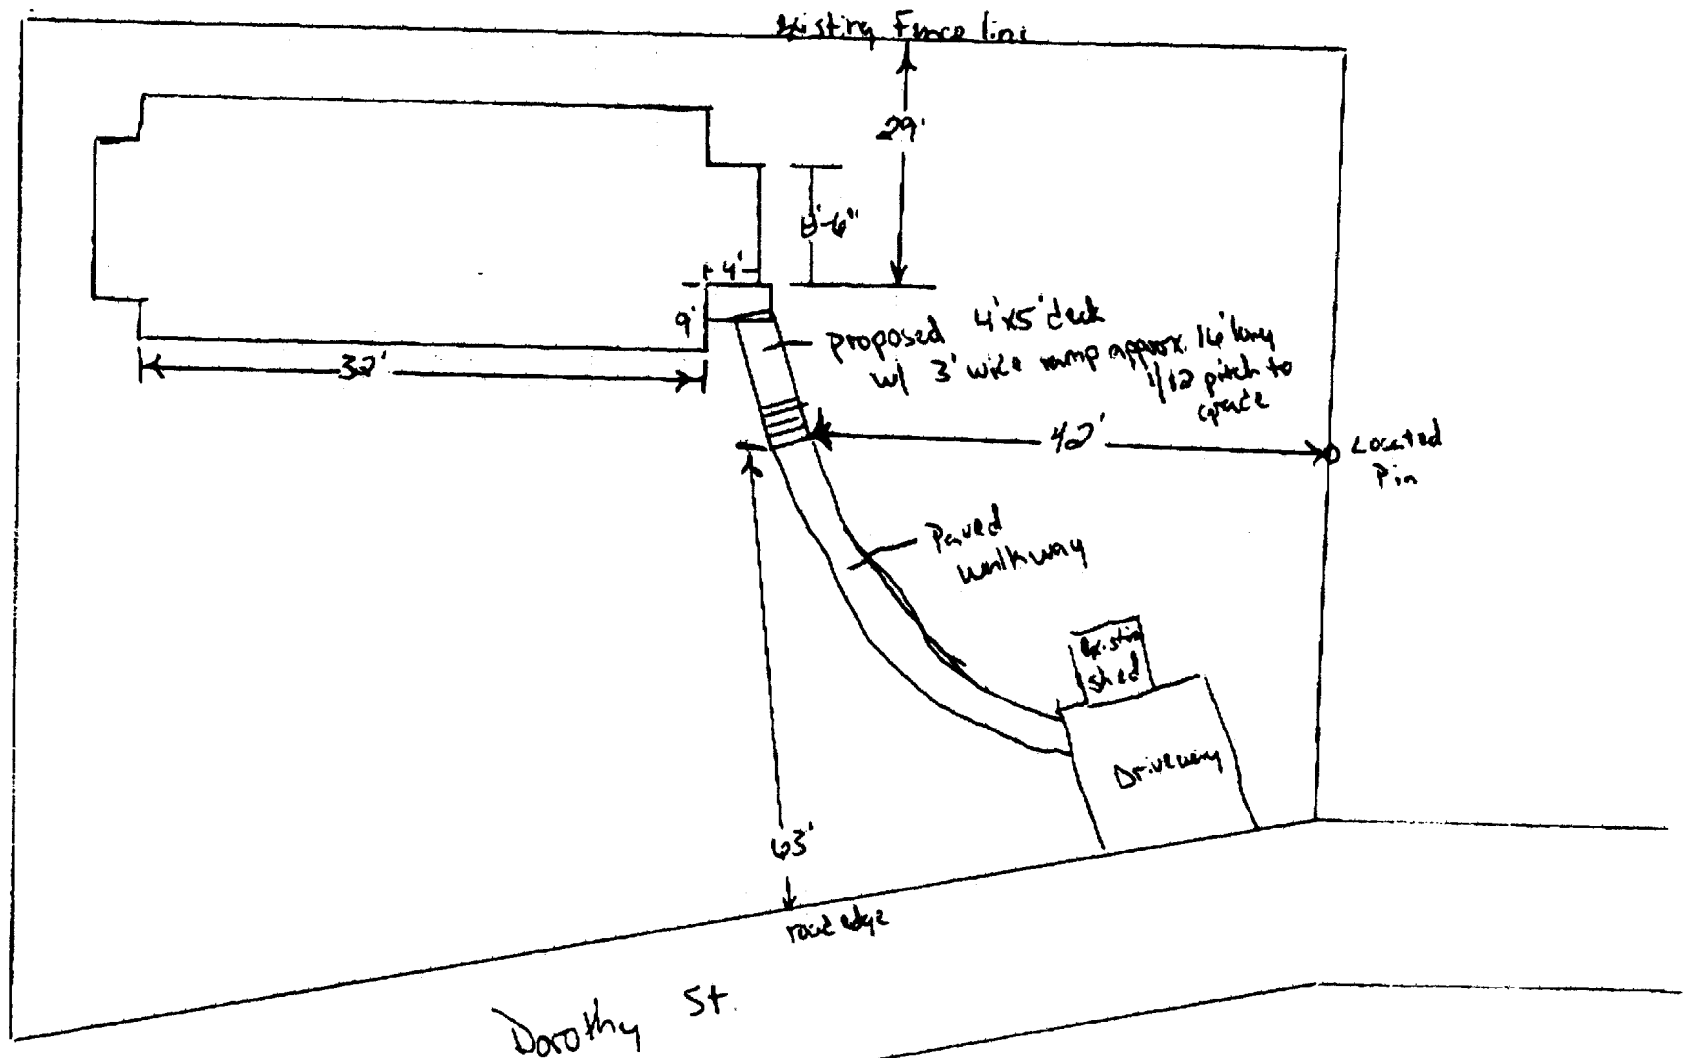 existing Fence line
29'
8'-6"
4'
9'
proposed 4'x5' deck
w/ 3' wide ramp approx. 16' long
1/12 pitch to
grade
32'
42'
Located
Pin
Paved
walkway
existin
shed
Driveway
63'
road edge
Dorothy St.